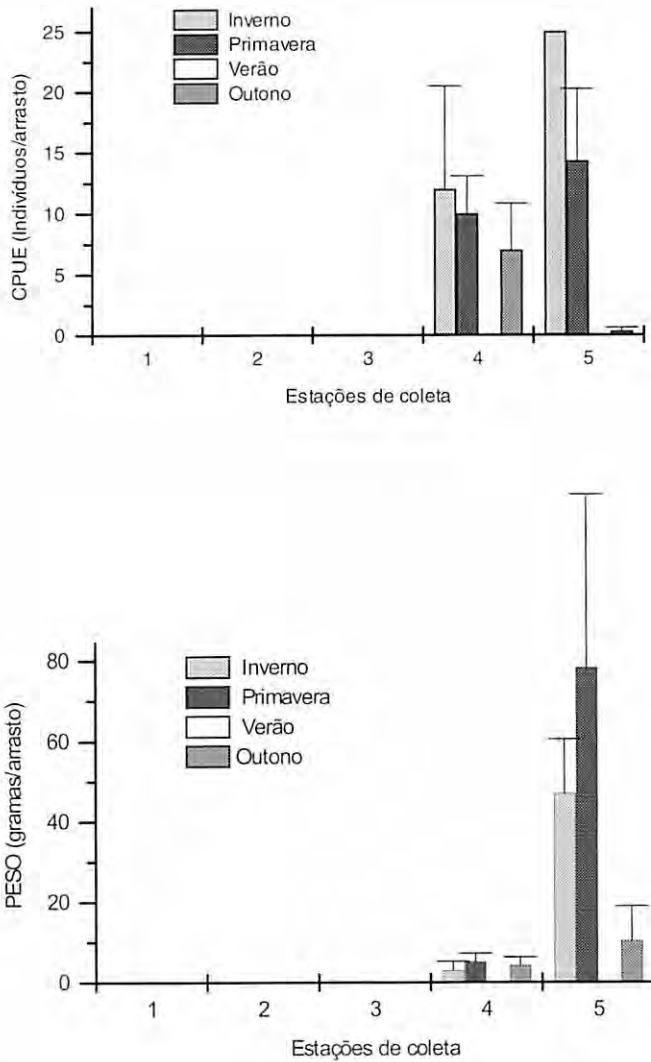 Inverno
Primavera
Verão
Outono
CPUE (Indivíduos/arrasto)
25
20
15
10
5
0
1 2 3 4 5
Estações de coleta
Inverno
Primavera
Verão
Outono
PESO (gramas/arrasto)
80
60
40
20
0
1 2 3 4 5
Estações de coleta